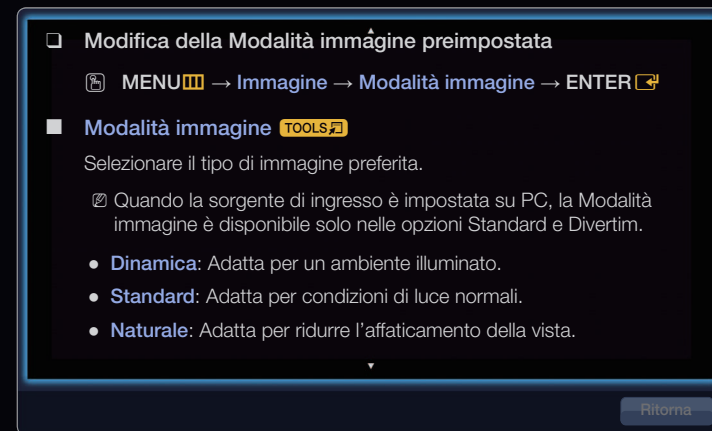 Modifica della Modalità immagine preimpostata
MENU → Immagine → Modalità immagine → ENTER
Modalità immagine TOOLS
Selezionare il tipo di immagine preferita.
Quando la sorgente di ingresso è impostata su PC, la Modalità
immagine è disponibile solo nelle opzioni Standard e Divertim.
● Dinamica: Adatta per un ambiente illuminato.
● Standard: Adatta per condizioni di luce normali.
● Naturale: Adatta per ridurre l’affaticamento della vista.
Ritorna